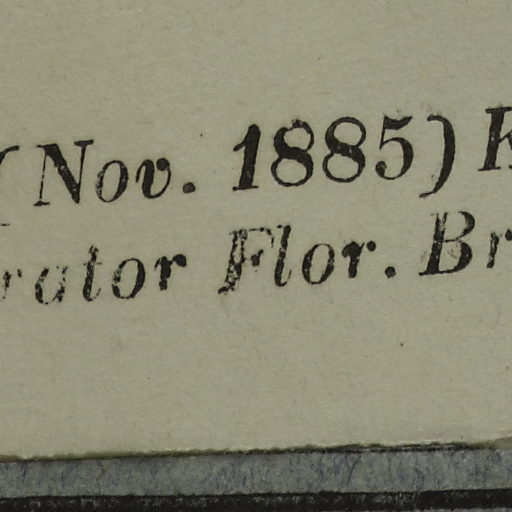 (Nov. 1885) K
rator Flor. Br